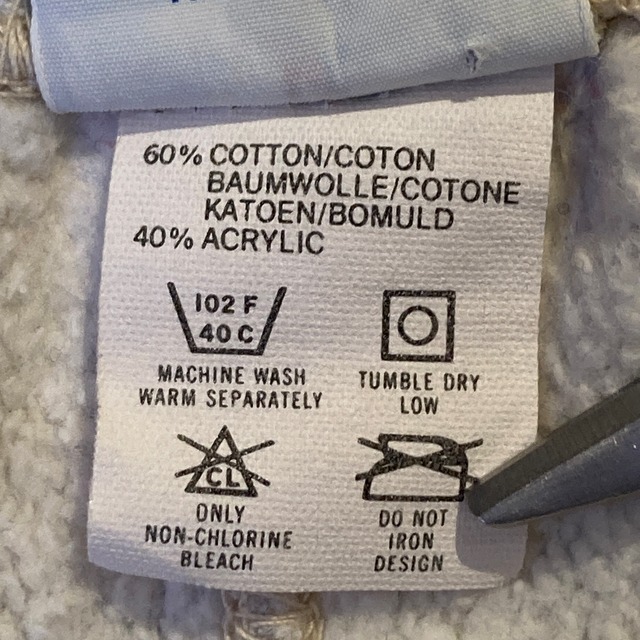 60% COTTON/COTON
BAUMWOLLE/COTONE
KATOEN/BOMULD
40% ACRYLIC
102 F
40 C
MACHINE WASH
WARM SEPARATELY
TUMBLE DRY
LOW
CL
ONLY
NON-CHLORINE
BLEACH
DO NOT
IRON
DESIGN